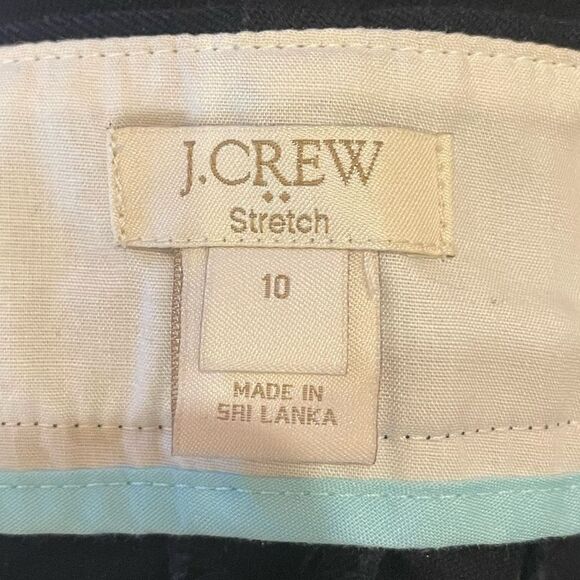 J.CREW
Stretch
10
MADE IN
SRI LANKA